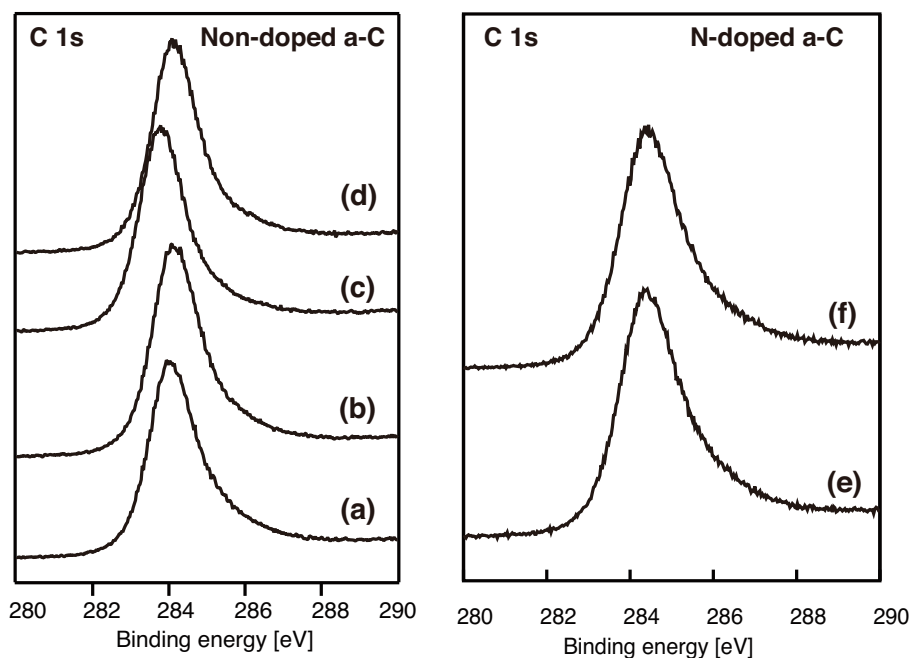 C 1s Non-doped a-C
(d)
(c)
(b)
(a)
280 282 284 286 288 290
Binding energy [eV]
C 1s N-doped a-C
(f)
(e)
280 282 284 286 288 290
Binding energy [eV]